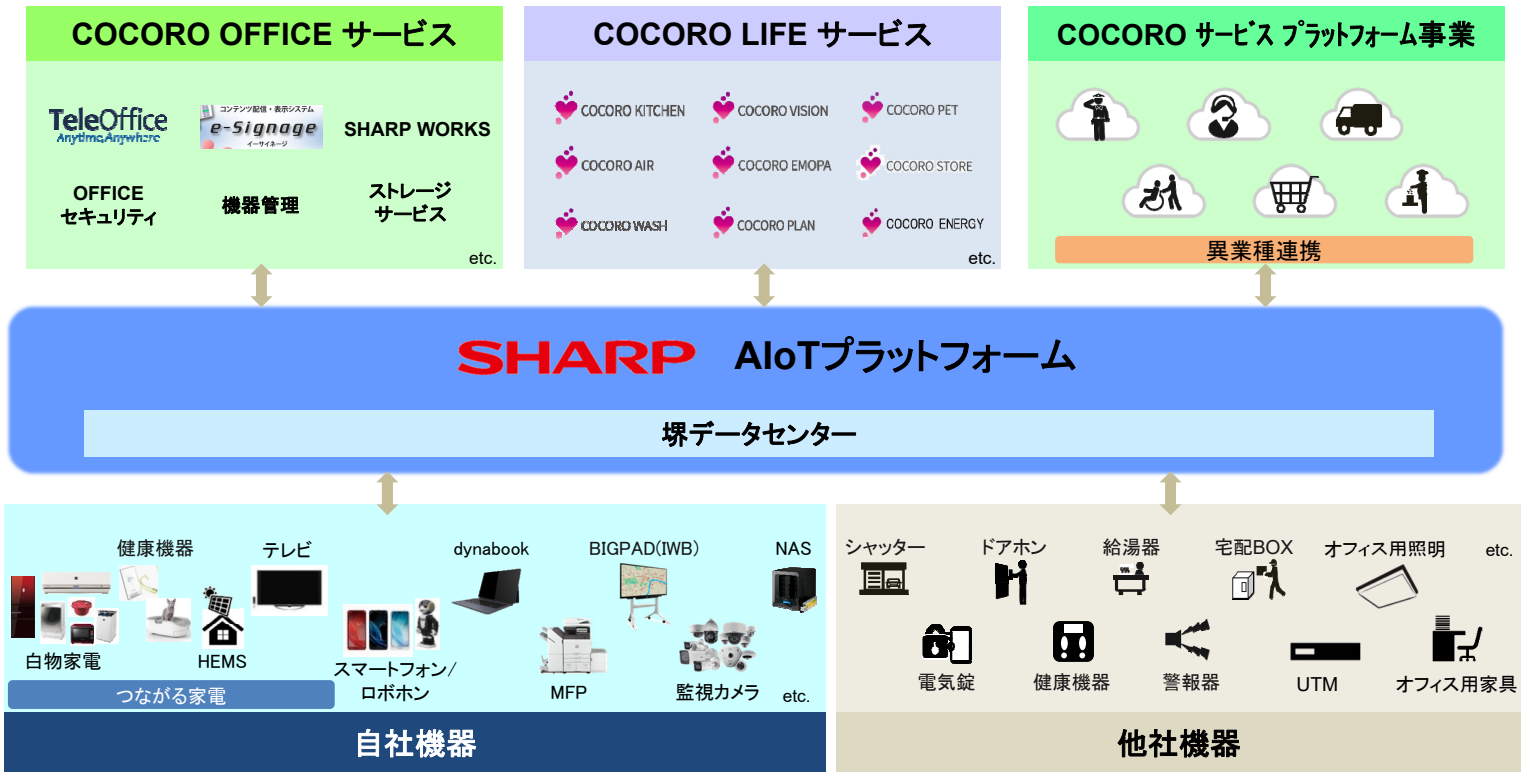 COCORO OFFICE サービス
TeleOffice
Anytime,Anywhere
コンテンツ配信・表示システム
e-Signage
イーサイネージ
SHARP WORKS
OFFICE
セキュリティ
機器管理
ストレージ
サービス
etc.
COCORO LIFE サービス
COCORO KITCHEN
COCORO VISION
COCORO PET
COCORO AIR
COCORO EMOPA
COCORO STORE
COCORO WASH
COCORO PLAN
COCORO ENERGY
etc.
COCORO サービス プラットフォーム事業
異業種連携
SHARP AIoTプラットフォーム
堺データセンター
健康機器
テレビ
dynabook
BIGPAD(IWB)
NAS
白物家電
HEMS
スマートフォン/
ロボホン
MFP
監視カメラ
etc.
つながる家電
自社機器
シャッター
ドアホン
給湯器
宅配BOX
オフィス用照明
etc.
電気錠
健康機器
警報器
UTM
オフィス用家具
他社機器